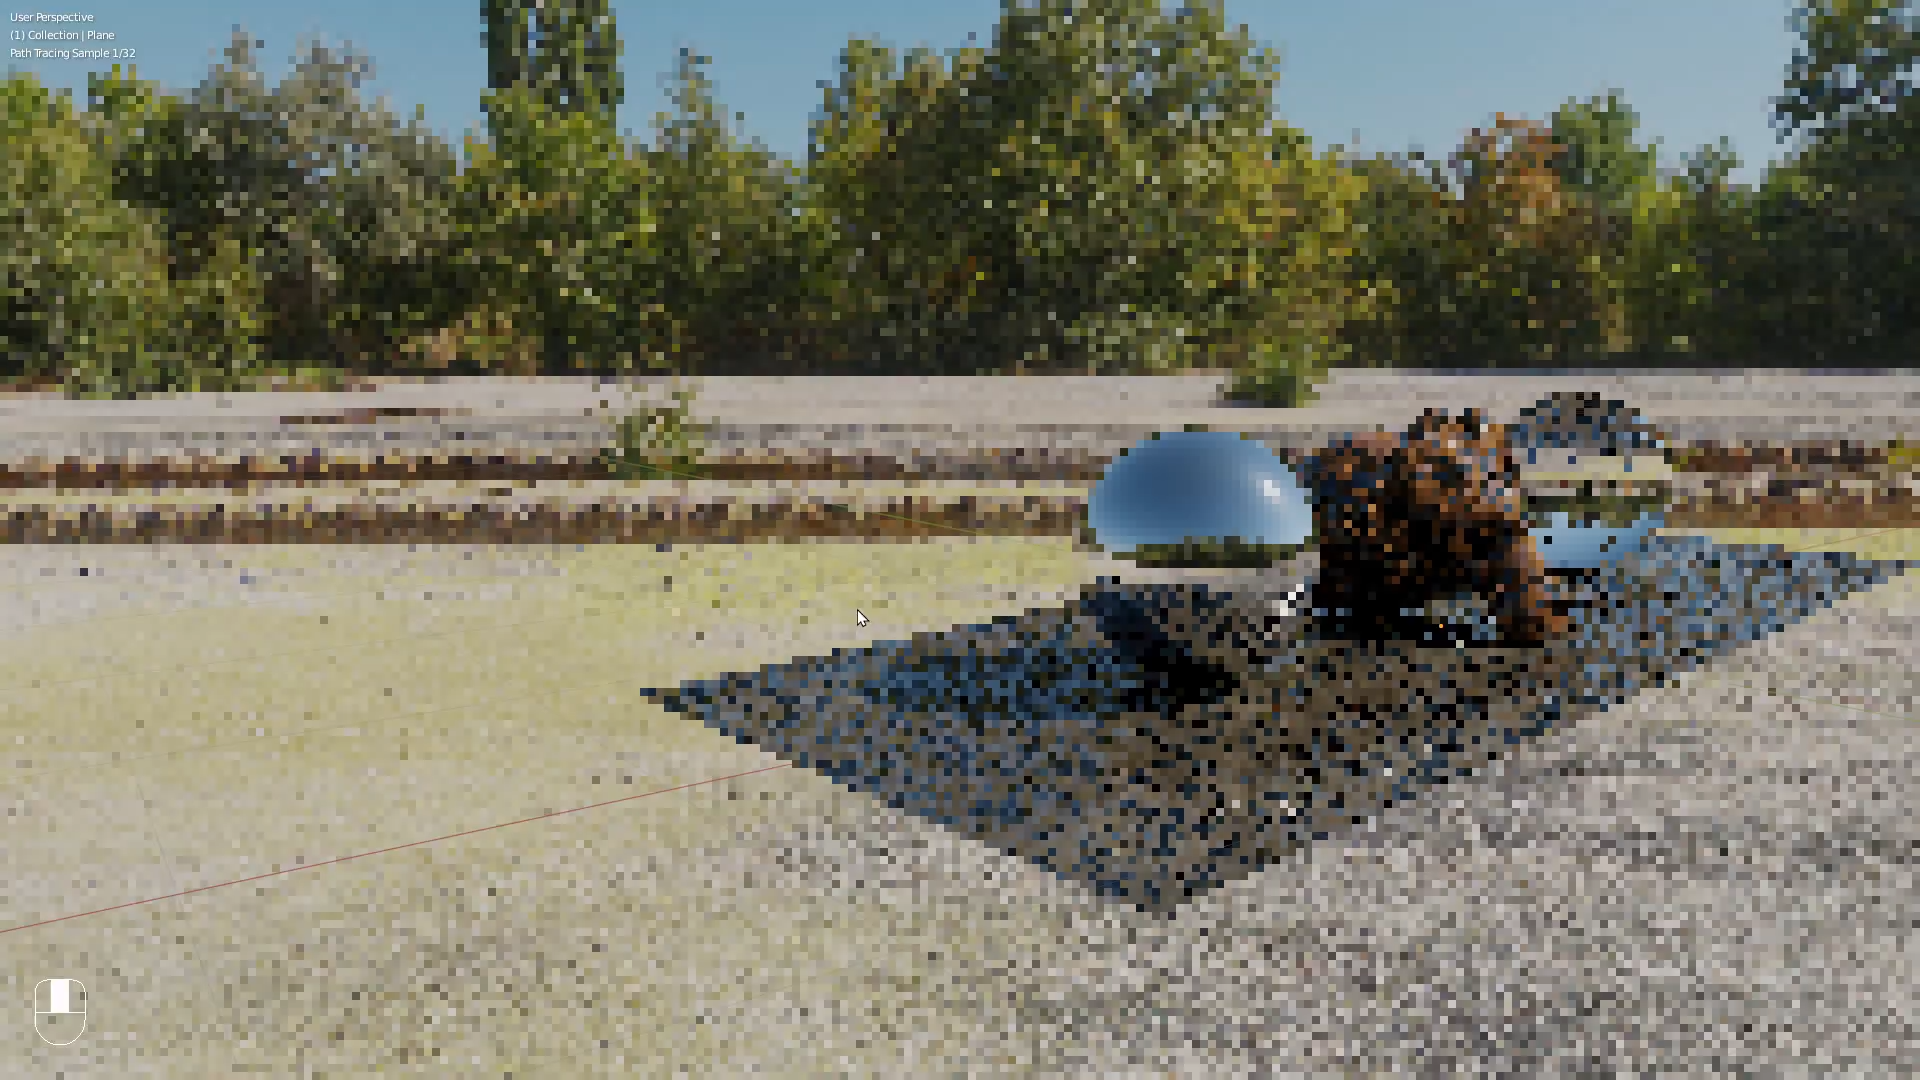 User Perspective
(1) Collection | Plane
Path Tracing Sample 1/32